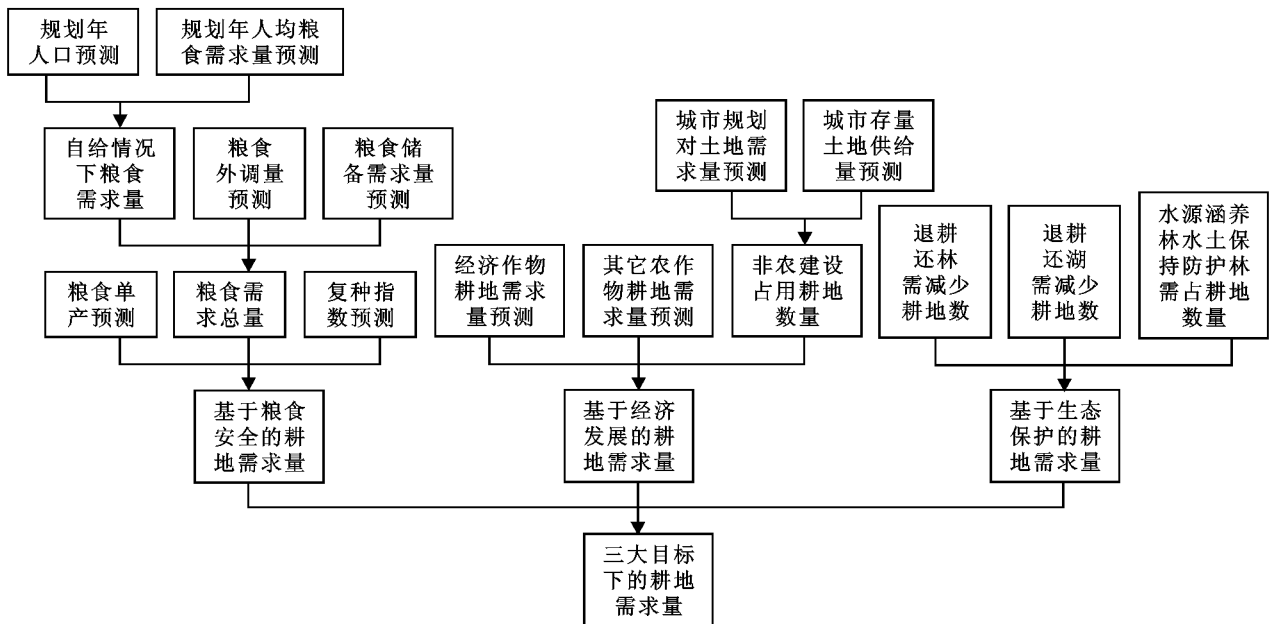 规划年
人口预测
规划年人均粮
食需求量预测
自给情况
下粮食
需求量
粮食
外调量
预测
粮食储
备需求量
预测
城市规划
对土地需
求量预测
城市存量
土地供给
量预测
粮食单
产预测
粮食需
求总量
复种指
数预测
经济作物
耕地需求
量预测
其它农作
物耕地需
求量预测
非农建设
占用耕地
数量
退耕
还林
需减少
耕地数
退耕
还湖
需减少
耕地数
水源涵养
林水土保
持防护林
需占耕地
数量
基于粮食
安全的耕
地需求量
基于经济
发展的耕
地需求量
基于生态
保护的耕
地需求量
三大目标
下的耕地
需求量